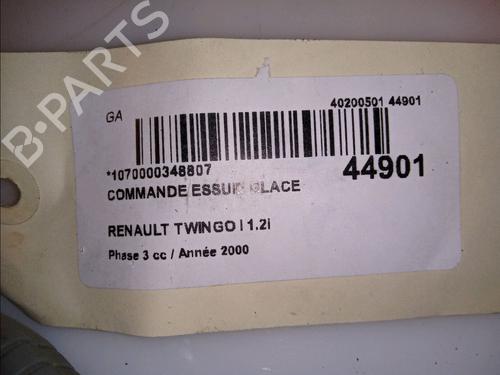 B-PARTS
GA
40200501 44901
*1070000348807
44901
COMMANDE ESSUIE GLACE
RENAULT TWINGO I 1.2i
Phase 3 cc / Année 2000